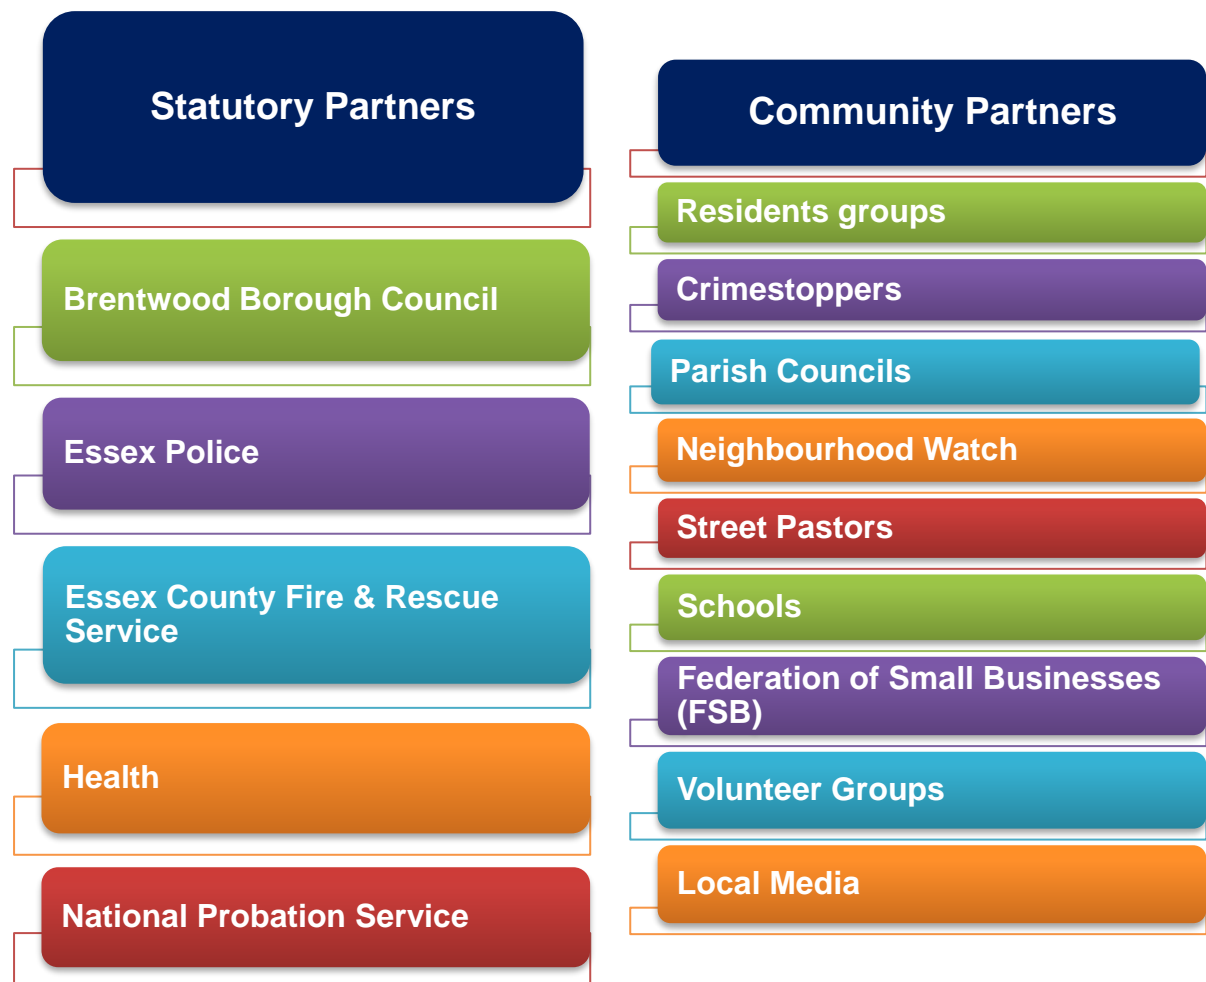 Statutory Partners
Brentwood Borough Council
Essex Police
Essex County Fire & Rescue
Service
Health
National Probation Service
Community Partners
Residents groups
Crimestoppers
Parish Councils
Neighbourhood Watch
Street Pastors
Schools
Federation of Small Businesses
(FSB)
Volunteer Groups
Local Media